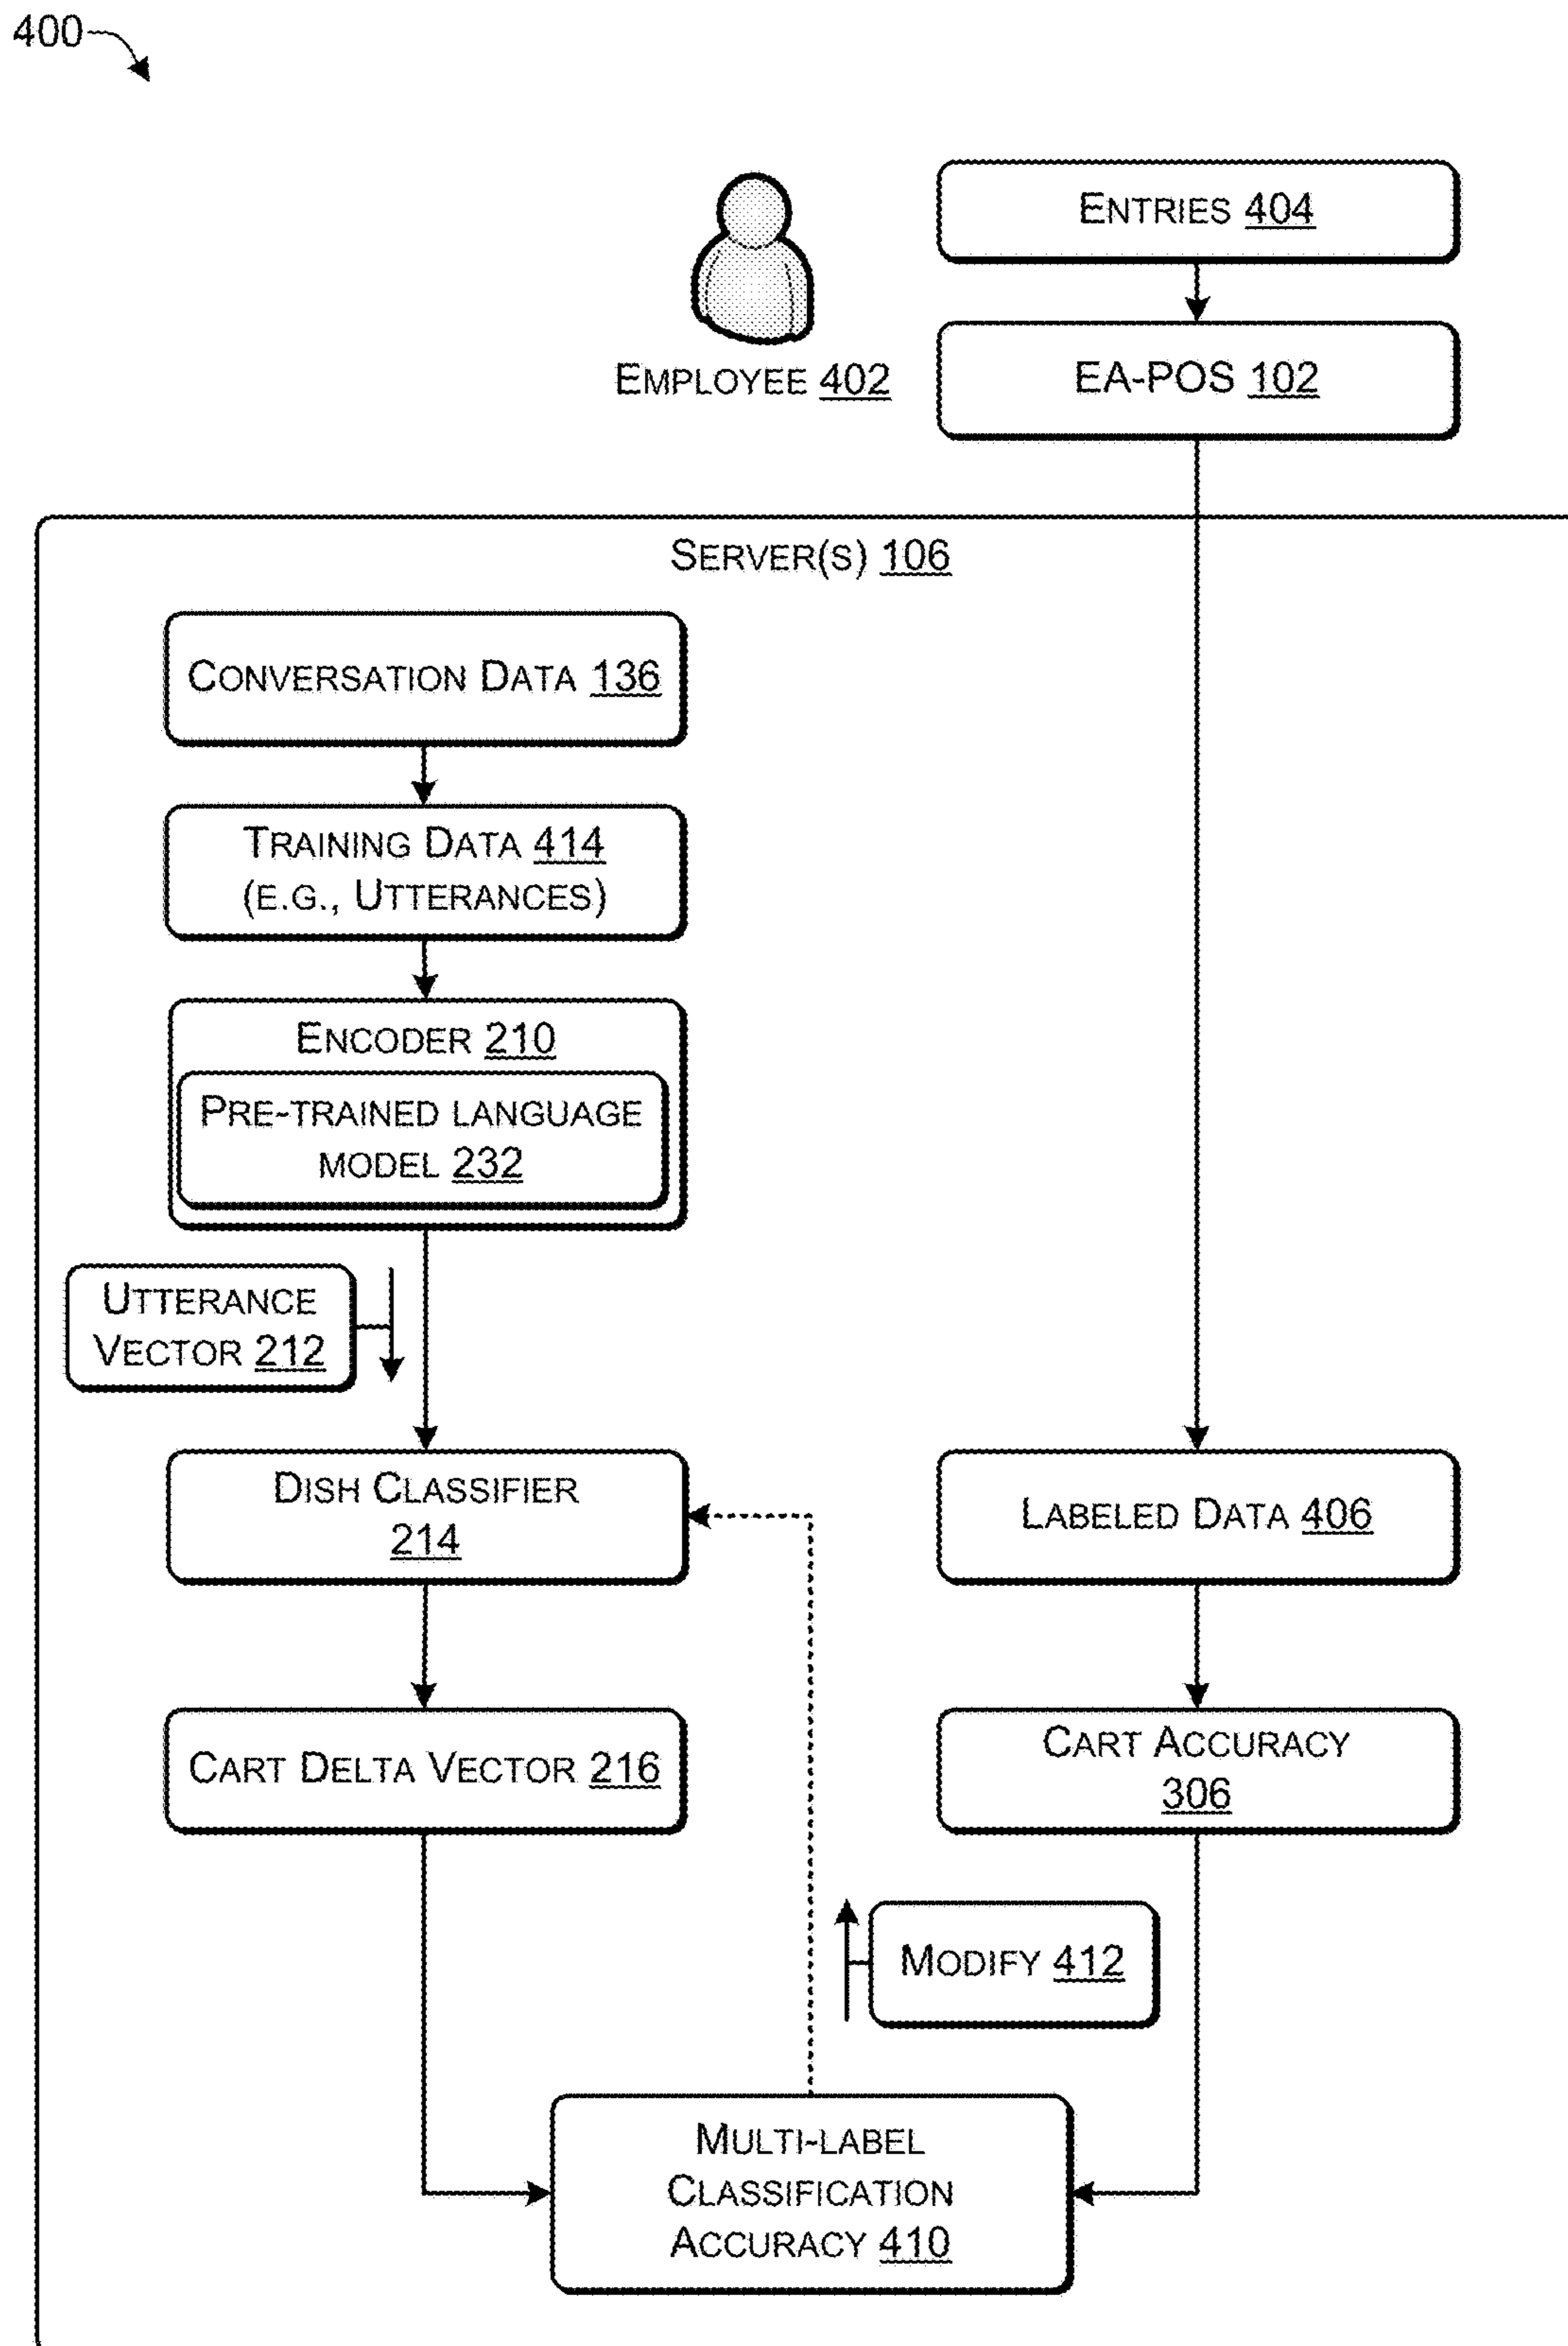 400
ENTRIES 404
EMPLOYEE 402
EA-POS 102
SERVER(S) 106
CONVERSATION DATA 136
TRAINING DATA 414
(E.G., UTTERANCES)
ENCODER 210
PRE-TRAINED LANGUAGE
MODEL 232
UTTERANCE
VECTOR 212
DISH CLASSIFIER
214
LABELED DATA 406
CART DELTA VECTOR 216
CART ACCURACY
306
MODIFY 412
MULTI-LABEL
CLASSIFICATION
ACCURACY 410